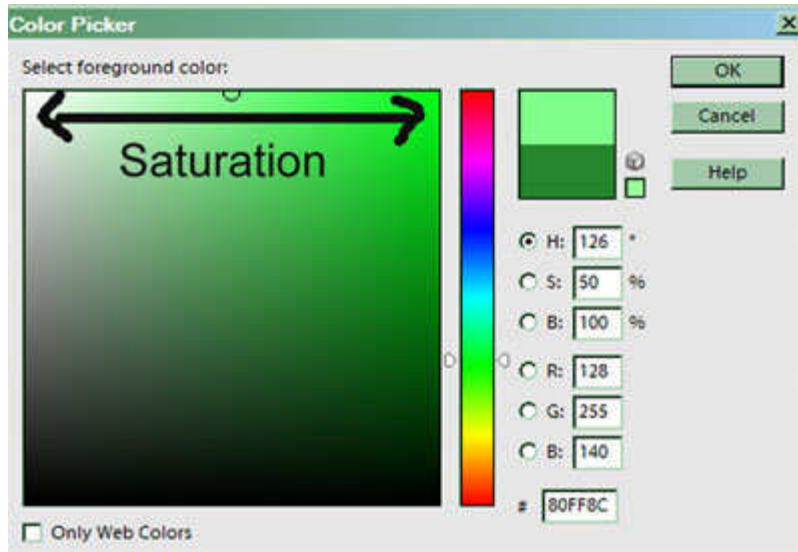 Color Picker
Select foreground color:
OK
Cancel
Help
Saturation
H: 126 °
S: 50 %
B: 100 %
R: 128
G: 255
B: 140
# 80FF8C
Only Web Colors